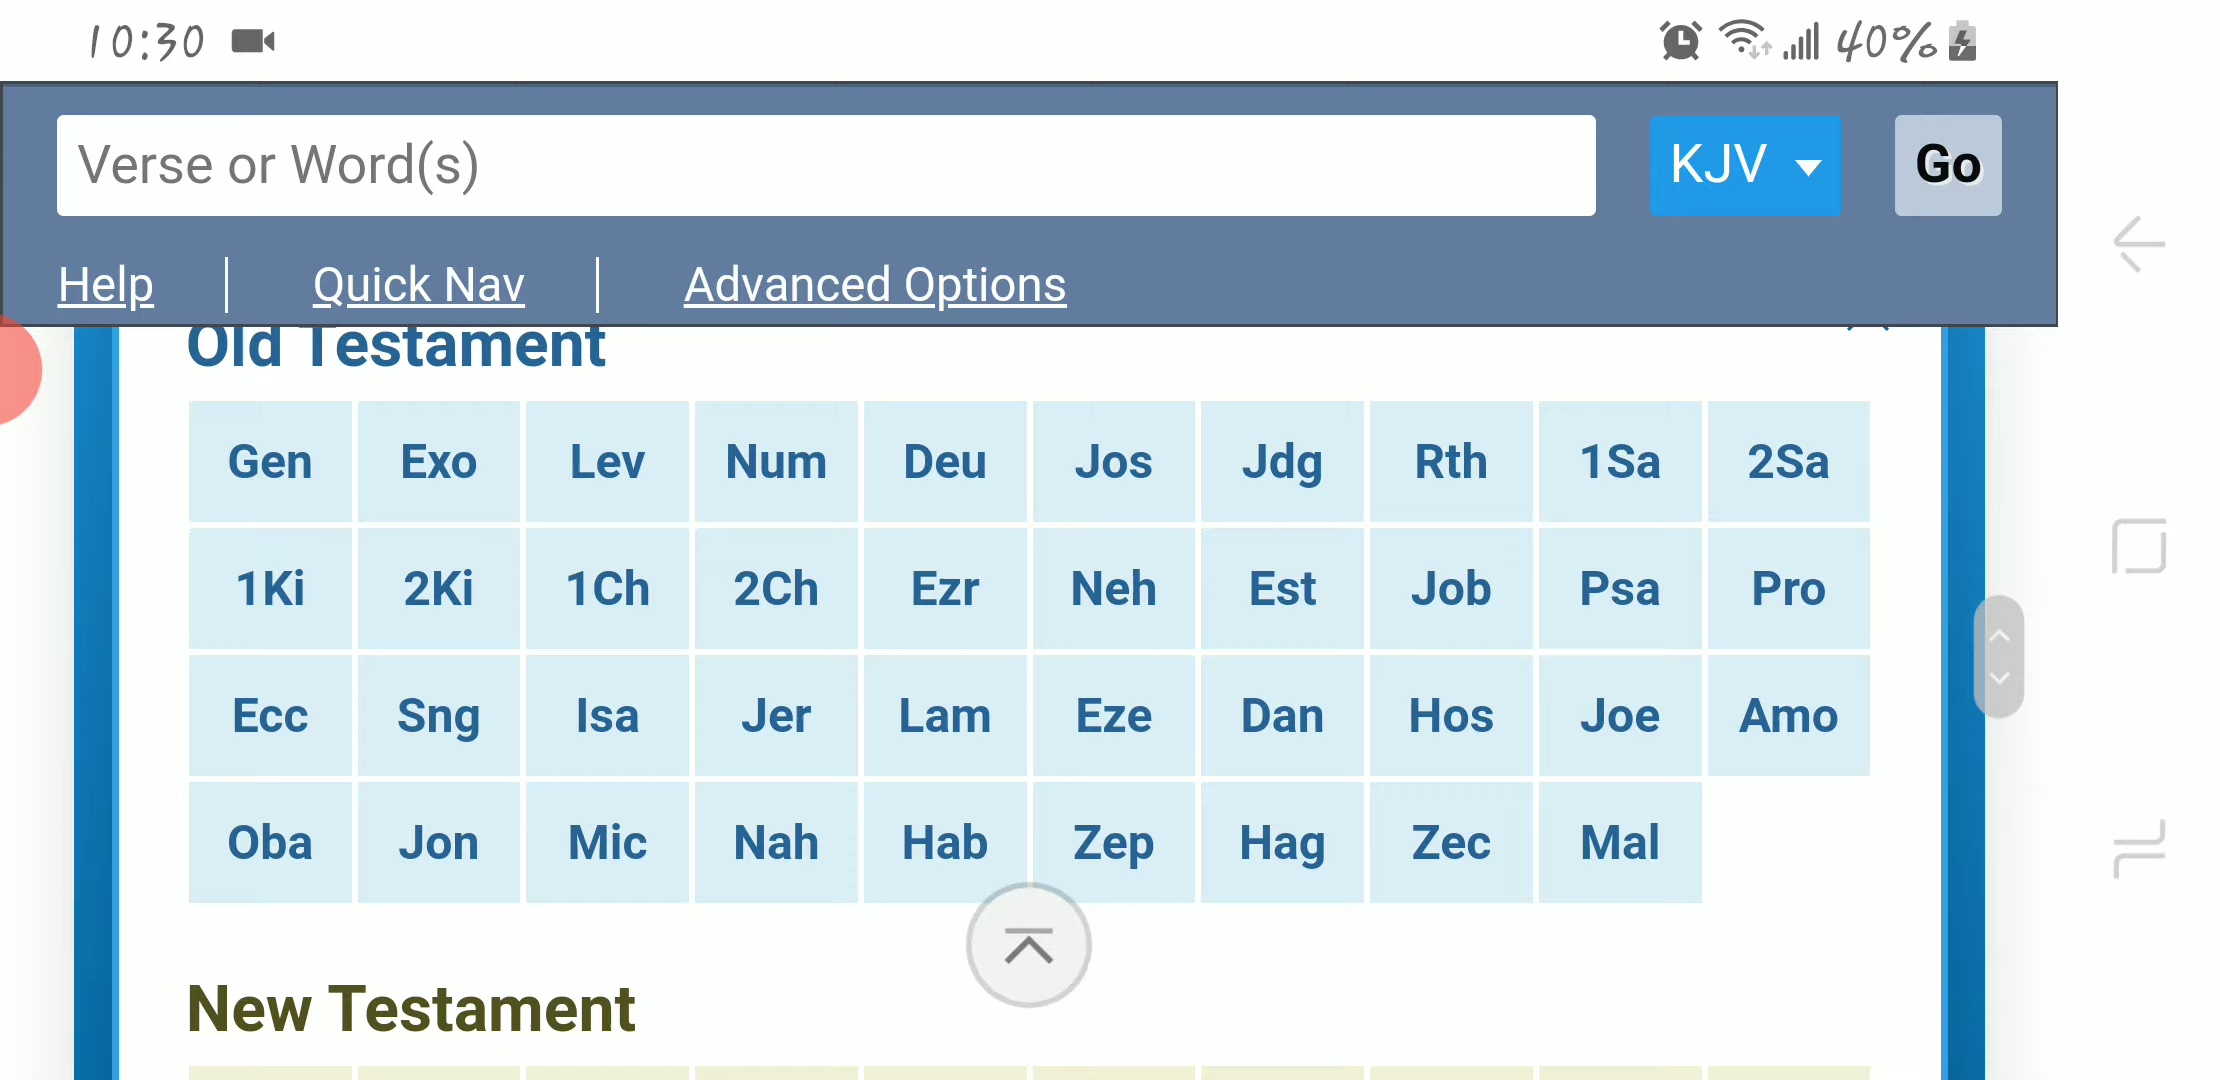 10:30 40%
Verse or Word(s) KJV Go
Help Quick Nav Advanced Options
Old Testament
Gen Exo Lev Num Deu Jos Jdg Rth 1Sa 2Sa
1Ki 2Ki 1Ch 2Ch Ezr Neh Est Job Psa Pro
Ecc Sng Isa Jer Lam Eze Dan Hos Joe Amo
Oba Jon Mic Nah Hab Zep Hag Zec Mal
New Testament